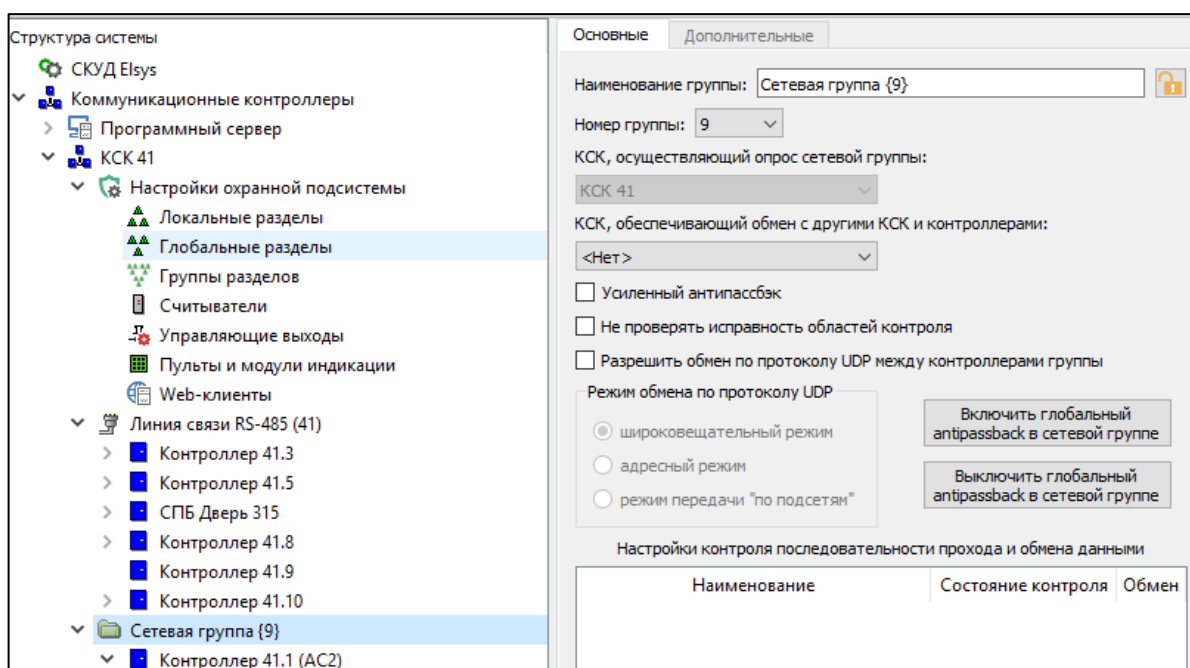 Структура системы
СКУД Elsys
Коммуникационные контроллеры
Программный сервер
КСК 41
Настройки охранной подсистемы
Локальные разделы
Глобальные разделы
Группы разделов
Считыватели
Управляющие выходы
Пульты и модули индикации
Web-клиенты
Линия связи RS-485 (41)
Контроллер 41.3
Контроллер 41.5
СПБ Дверь 315
Контроллер 41.8
Контроллер 41.9
Контроллер 41.10
Сетевая группа {9}
Контроллер 41.1 (AC2)
Основные Дополнительные
Наименование группы: Сетевая группа {9}
Номер группы: 9
КСК, осуществляющий опрос сетевой группы:
КСК 41
КСК, обеспечивающий обмен с другими КСК и контроллерами:
<Нет>
Усиленный антипассбэк
Не проверять исправность областей контроля
Разрешить обмен по протоколу UDP между контроллерами группы
Режим обмена по протоколу UDP
широковещательный режим
адресный режим
режим передачи "по подсетям"
Включить глобальный
antipassback в сетевой группе
Выключить глобальный
antipassback в сетевой группе
Настройки контроля последовательности прохода и обмена данными
Наименование Состояние контроля Обмен